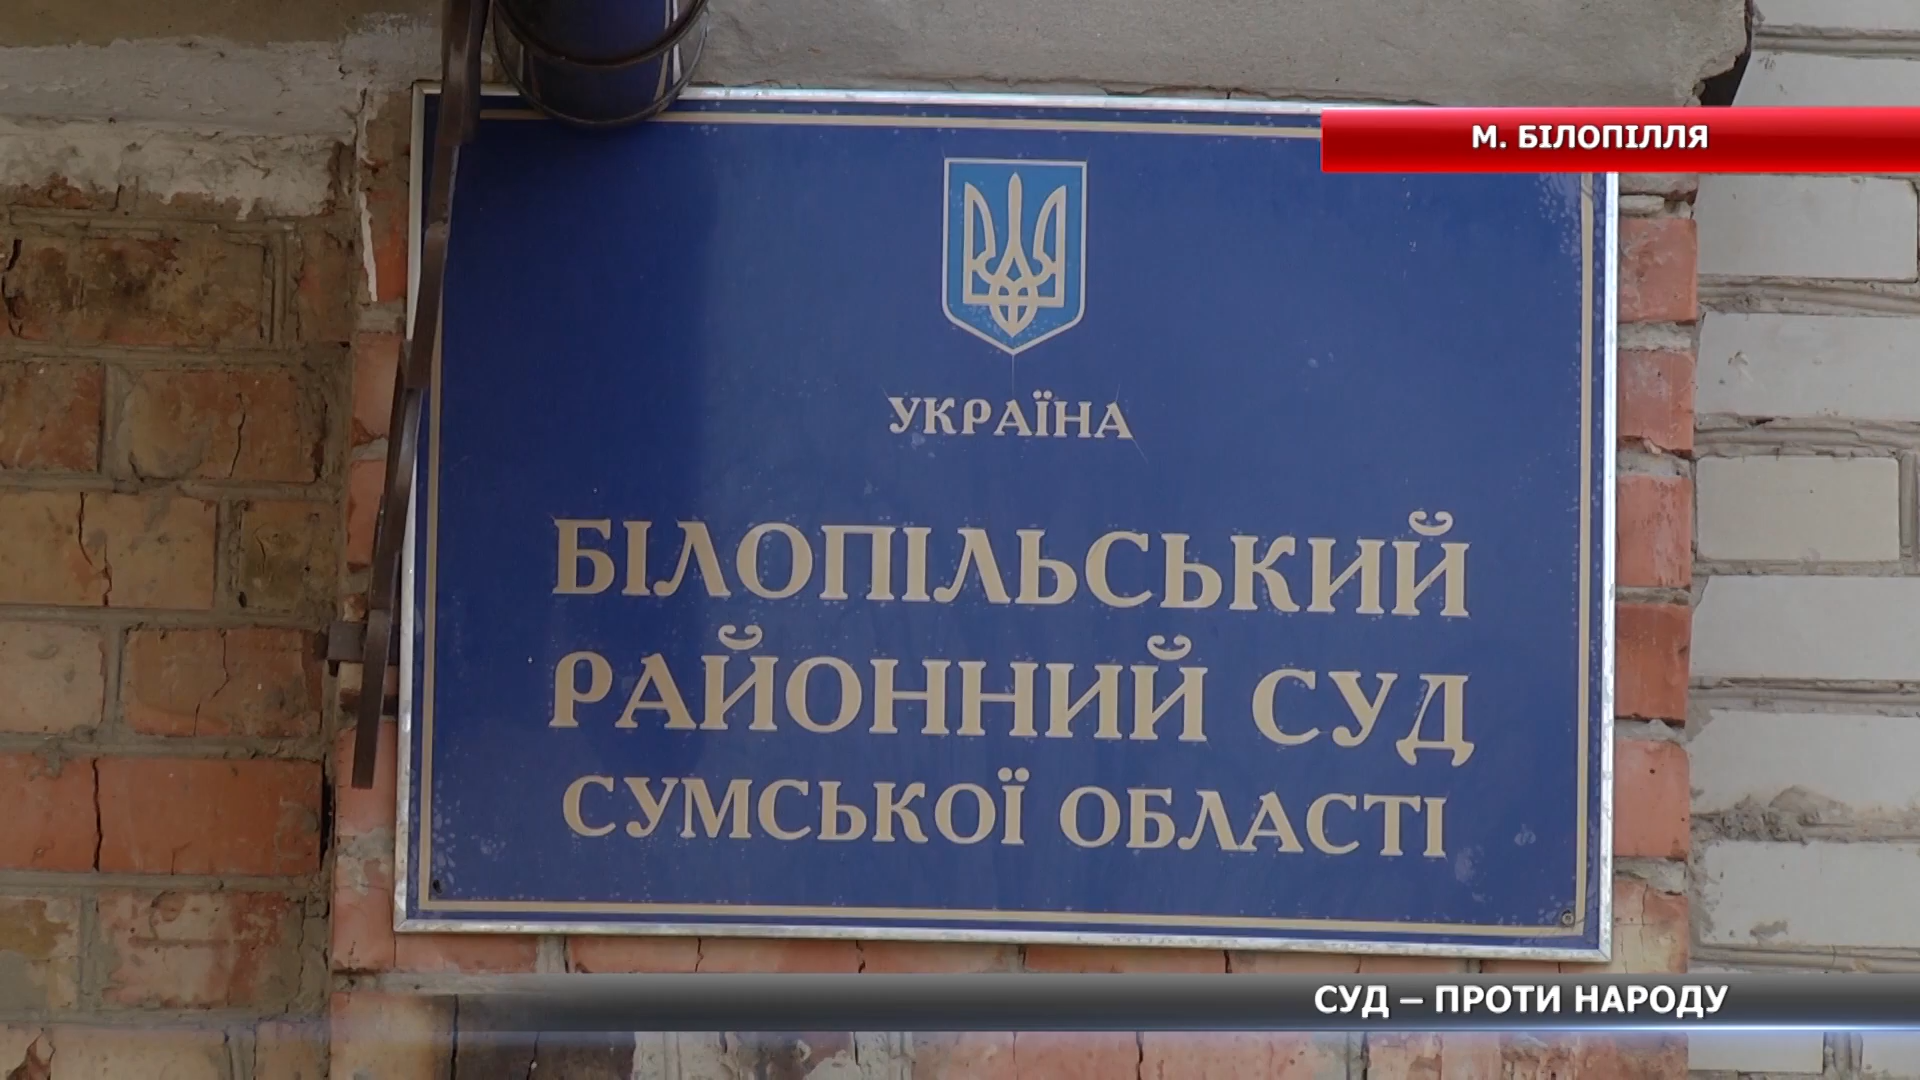 М. БІЛОПІЛЛЯ
УКРАЇНА
БІЛОПІЛЬСЬКИЙ
РАЙОННИЙ СУД
СУМСЬКОЇ ОБЛАСТІ
СУД – ПРОТИ НАРОДУ